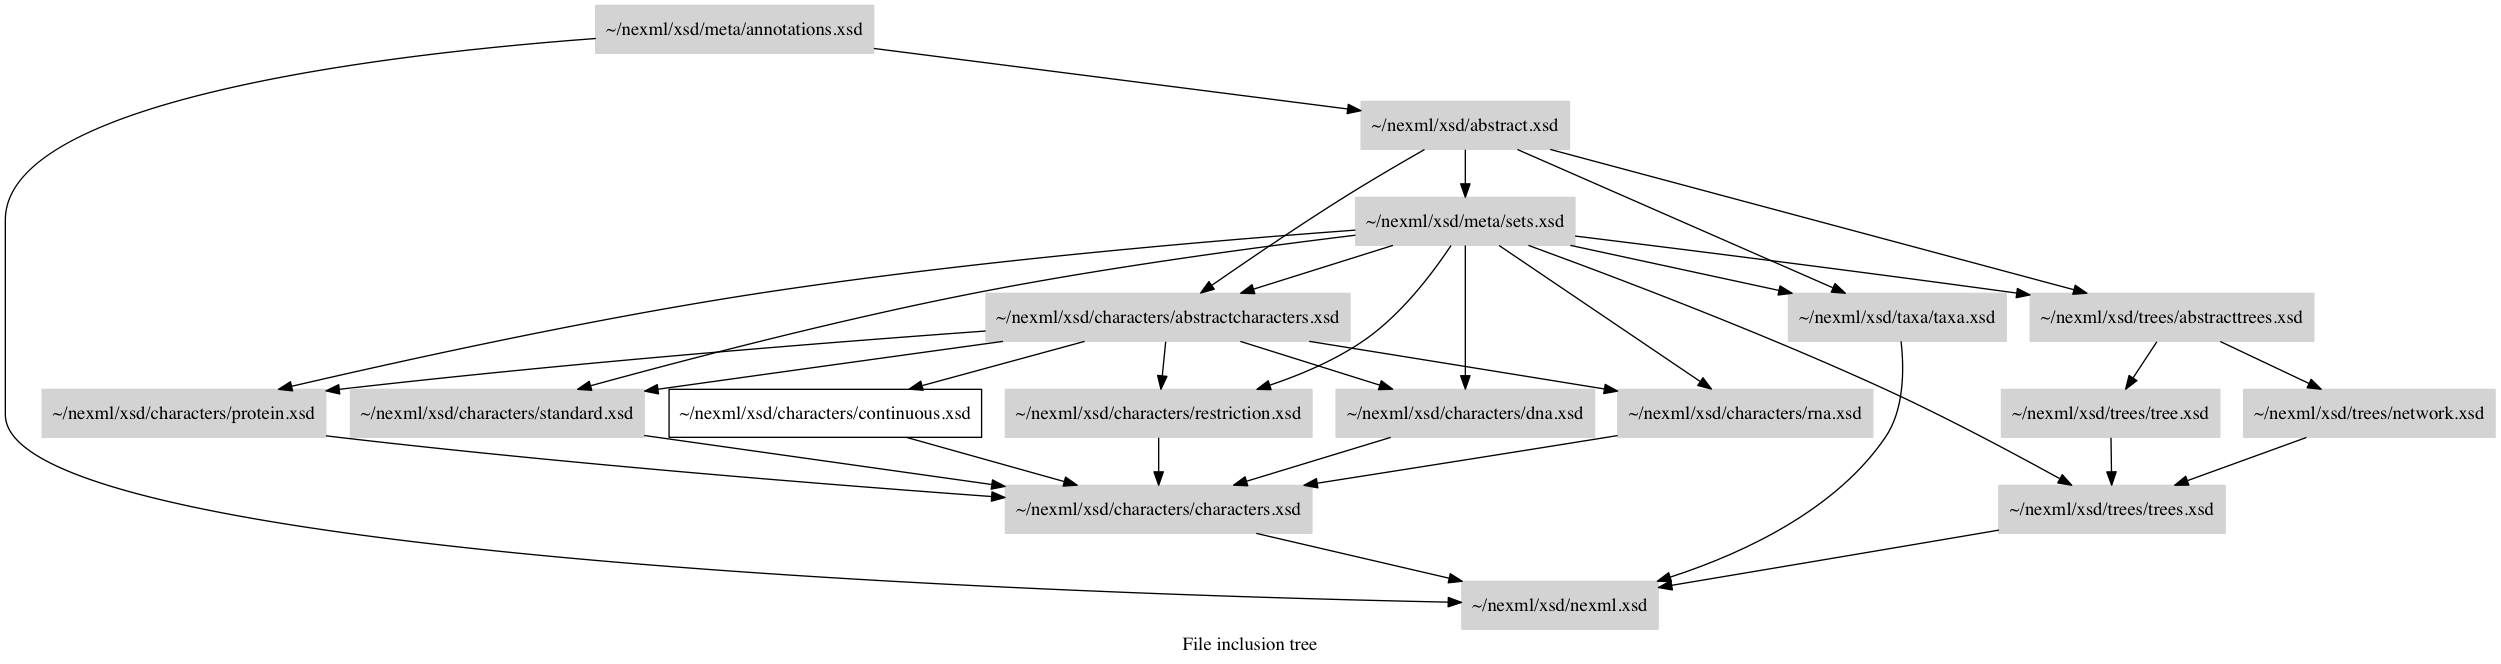 ~/nexml/xsd/meta/annotations.xsd
~/nexml/xsd/abstract.xsd
~/nexml/xsd/meta/sets.xsd
~/nexml/xsd/characters/abstractcharacters.xsd
~/nexml/xsd/taxa/taxa.xsd
~/nexml/xsd/trees/abstracttrees.xsd
~/nexml/xsd/characters/protein.xsd
~/nexml/xsd/characters/standard.xsd
~/nexml/xsd/characters/continuous.xsd
~/nexml/xsd/characters/restriction.xsd
~/nexml/xsd/characters/dna.xsd
~/nexml/xsd/characters/rna.xsd
~/nexml/xsd/trees/tree.xsd
~/nexml/xsd/trees/network.xsd
~/nexml/xsd/characters/characters.xsd
~/nexml/xsd/trees/trees.xsd
~/nexml/xsd/nexml.xsd
File inclusion tree